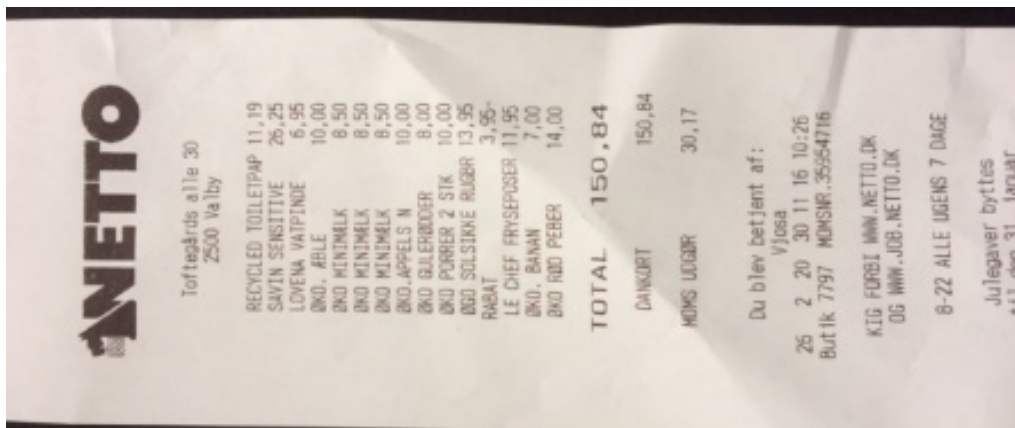 NETTO
Toftegårds alle 30
2500 Valby
RECYCLED TOILETPAP 11,19
SAVIN SENSITIVE 26,25
LOVENA VATPINDE 6,95
ØKO. ÆBLE 10,00
ØKO MINIMÆLK 8,50
ØKO MINIMÆLK 8,50
ØKO MINIMÆLK 8,50
ØKO.APPELS N 10,00
ØKO GULERØDDER 8,00
ØKO PORRER 2 STK 10,00
ØGO SOLSIKKE RUGBR 13,95
RABAT 3,95-
LE CHEF FRYSEPOSER 11,95
ØKO. BANAN 7,00
ØKO RØD PEBER 14,00
TOTAL 150,84
DANKORT 150,84
MOMS UDGØR 30,17
Du blev betjent af:
Vjosa
26 2 20 30 11 16 10:26
Butik 7797 MOMSNR.35954716
KIG FORBI WWW.NETTO.DK
OG WWW.JOB.NETTO.DK
8-22 ALLE UGENS 7 DAGE
Julegaver byttes
til den 31. januar